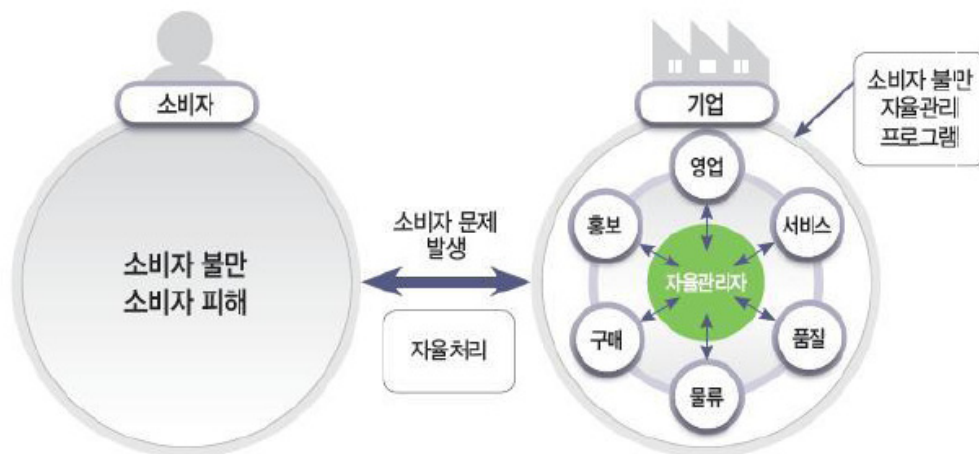 소비자
기업
소비자 불만
자율관리
프로그램
영업
홍보
서비스
소비자 문제
발생
소비자 불만
소비자 피해
자율관리자
자율처리
구매
품질
물류